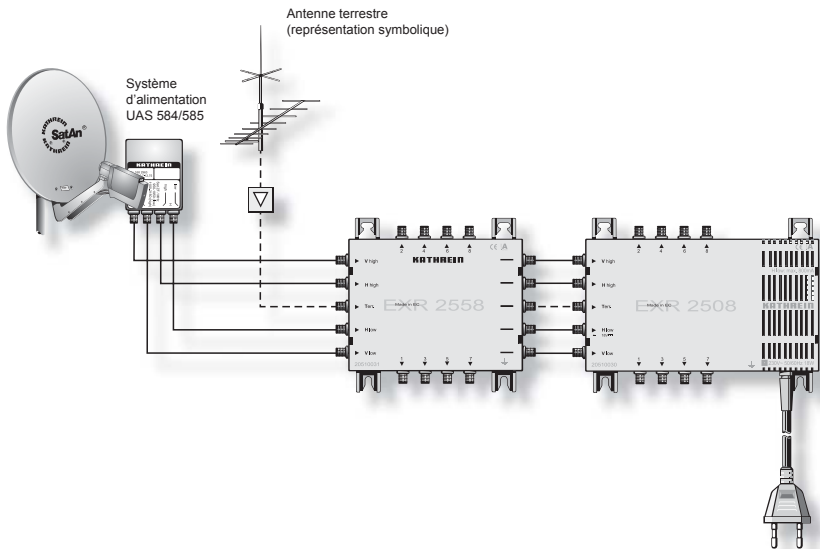 Antenne terrestre
(représentation symbolique)
Système
d'alimentation
UAS 584/585
KATHREIN
SatAn®
KATHREIN
KATHREIN
2 4 6 8
KATHREIN
V high
H high
Terr.
H low
V low
EXR 2558
Made in
1 3 5 7
2 4 6 8
V high
H high
Terr.
H low
V low
EXR 2508
Made in
KATHREIN
1 3 5 7